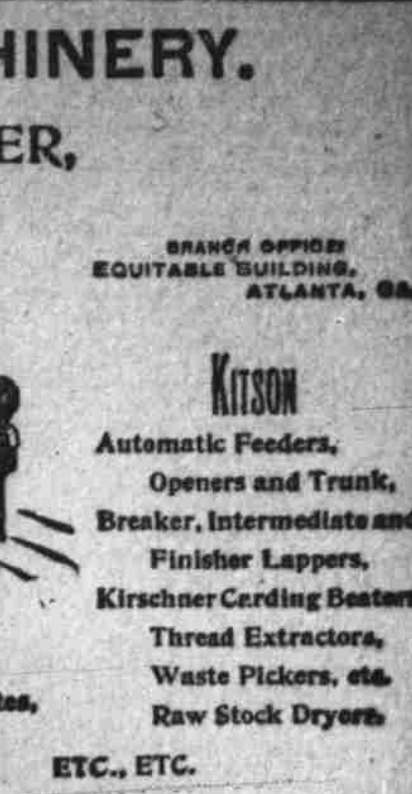 HINERY.
ER,
BRANCH OFFICE:
EQUITABLE BUILDING,
ATLANTA, GA
KITSON
Automatic Feeders,
Openers and Trunk,
Breaker, Intermediate and
Finisher Lappers,
Kirschner Carding Beaters
Thread Extractors,
Waste Pickers, etc.
tes,
Raw Stock Dryers,
ETC., ETC.